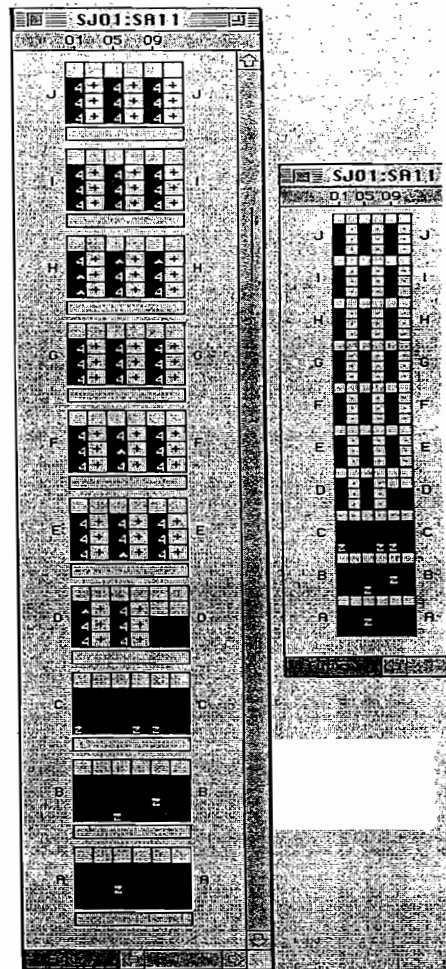 SJ01:SA11
01 05 09
J J
I I
H H
G G
F F
E E
D D
C C
z z z
B B
z z
A A
z
SJ01:SA11
01 05 09
J J
I I
H H
G G
F F
E E
D D
C C
z z z
B B
z z
A A
z